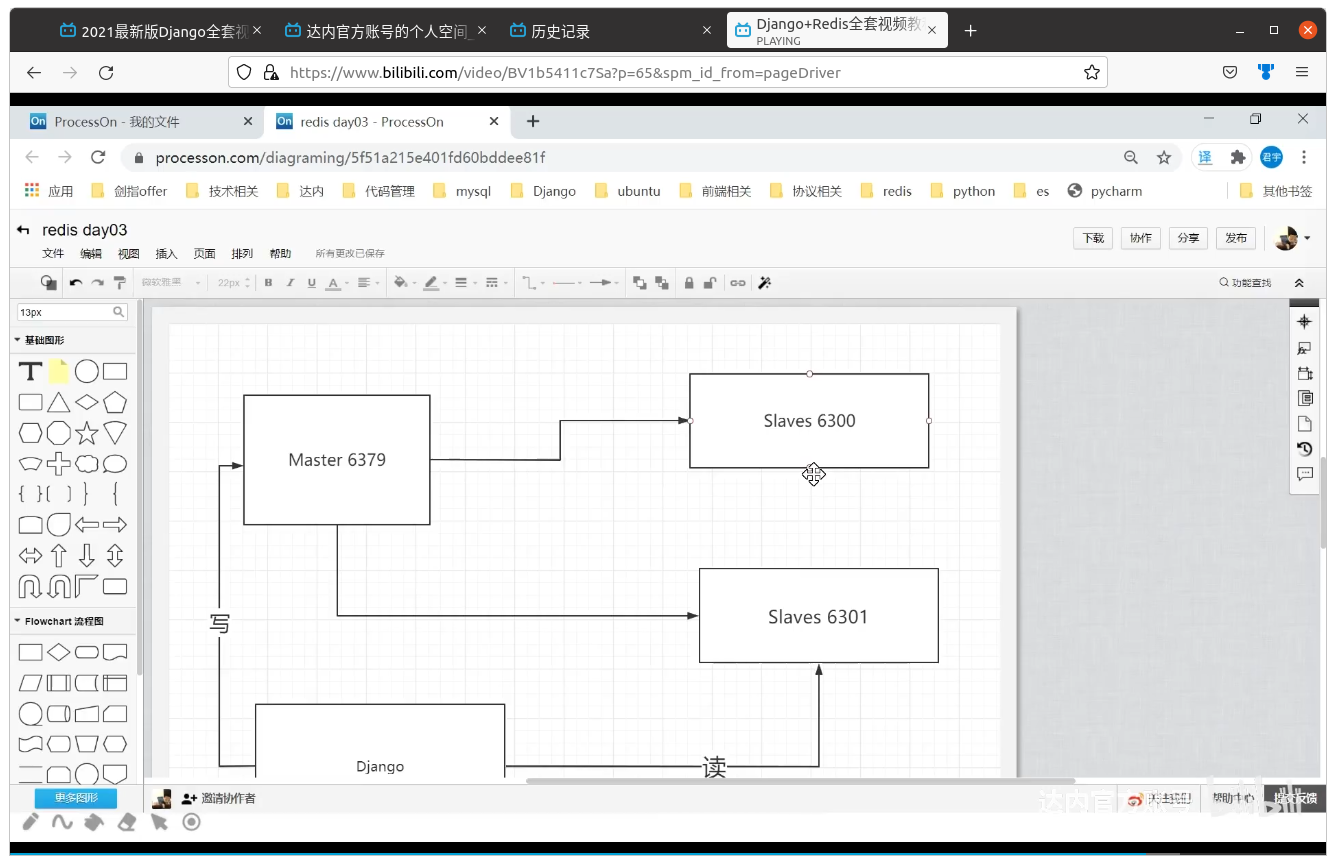 2021最新版Django全套视
达内官方账号的个人空间_
历史记录
Django+Redis全套视频教
PLAYING
https://www.bilibili.com/video/BV1b5411c7Sa?p=65&spm_id_from=pageDriver
On ProcessOn - 我的文件
On redis day03 - ProcessOn
processon.com/diagraming/5f51a215e401fd60bddee81f
译
君宇
应用 剑指offer 技术相关 达内 代码管理 mysql Django ubuntu 前端相关 协议相关 redis python es pycharm 其他书签
redis day03
文件 编辑 视图 插入 页面 排列 帮助 所有更改已保存
下载 协作 分享 发布
微软雅黑 22px B I U A
功能查找
13px
基础图形
T
Master 6379
Slaves 6300
写
Slaves 6301
Flowchart 流程图
Django
读
更多图形
邀请协作者
关注我们 帮助中心 提交反馈
达内官方账号
bilibili